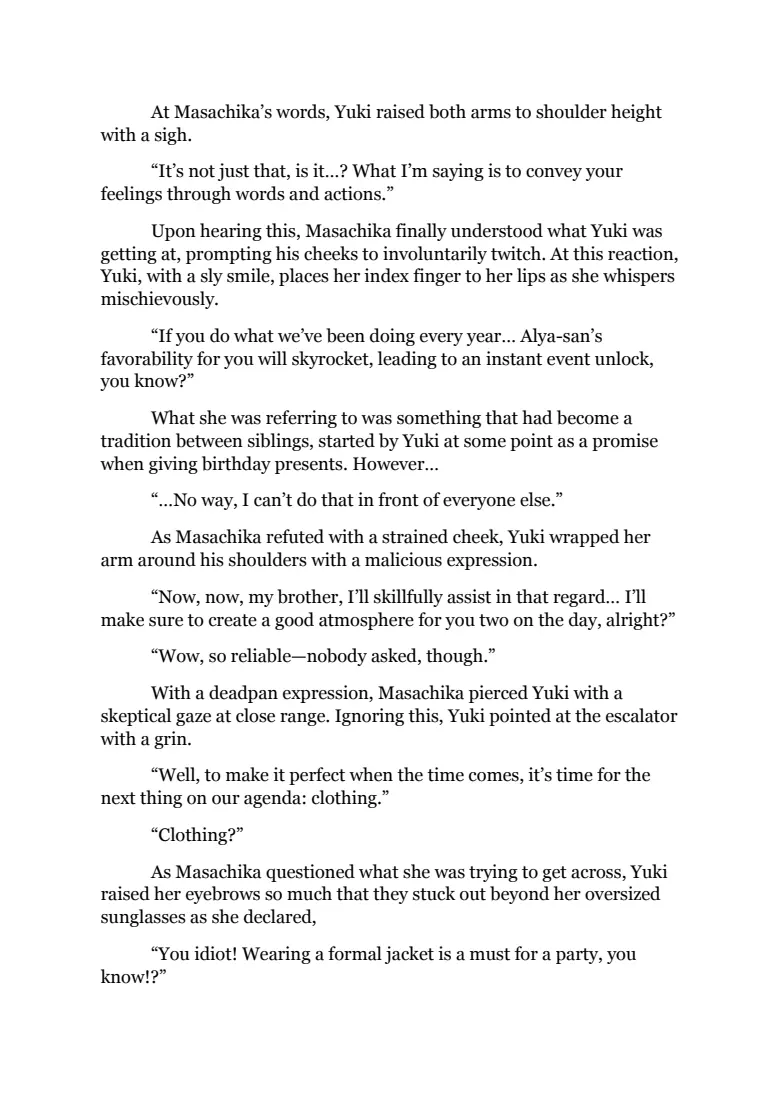 At Masachika’s words, Yuki raised both arms to shoulder height
with a sigh.
“It’s not just that, is it...? What I’m saying is to convey your
feelings through words and actions.”
Upon hearing this, Masachika finally understood what Yuki was
getting at, prompting his cheeks to involuntarily twitch. At this reaction,
Yuki, with a sly smile, places her index finger to her lips as she whispers
mischievously.
“If you do what we’ve been doing every year... Alya-san’s
favorability for you will skyrocket, leading to an instant event unlock,
you know?”
What she was referring to was something that had become a
tradition between siblings, started by Yuki at some point as a promise
when giving birthday presents. However...
“...No way, I can’t do that in front of everyone else.”
As Masachika refuted with a strained cheek, Yuki wrapped her
arm around his shoulders with a malicious expression.
“Now, now, my brother, I’ll skillfully assist in that regard... I’ll
make sure to create a good atmosphere for you two on the day, alright?”
“Wow, so reliable—nobody asked, though.”
With a deadpan expression, Masachika pierced Yuki with a
skeptical gaze at close range. Ignoring this, Yuki pointed at the escalator
with a grin.
“Well, to make it perfect when the time comes, it’s time for the
next thing on our agenda: clothing.”
“Clothing?”
As Masachika questioned what she was trying to get across, Yuki
raised her eyebrows so much that they stuck out beyond her oversized
sunglasses as she declared,
“You idiot! Wearing a formal jacket is a must for a party, you
know!?”